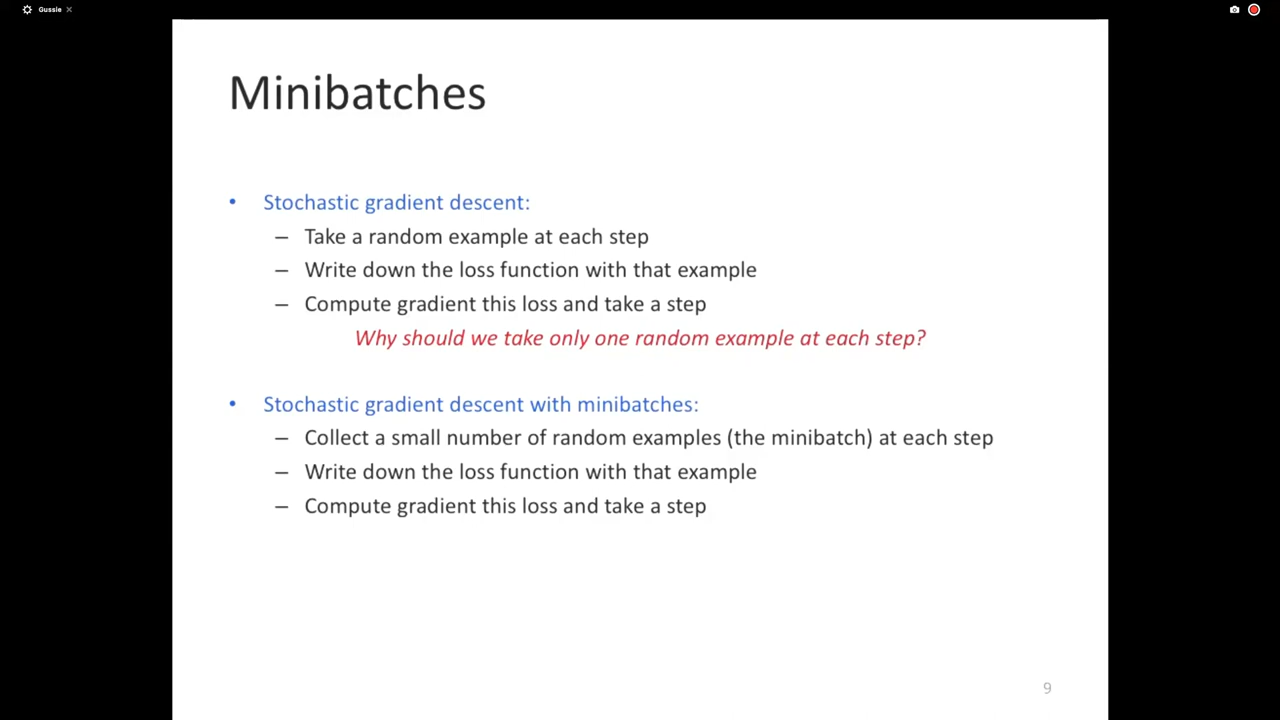 Gussie
Minibatches
• Stochastic gradient descent:
– Take a random example at each step
– Write down the loss function with that example
– Compute gradient this loss and take a step
Why should we take only one random example at each step?
• Stochastic gradient descent with minibatches:
– Collect a small number of random examples (the minibatch) at each step
– Write down the loss function with that example
– Compute gradient this loss and take a step
9